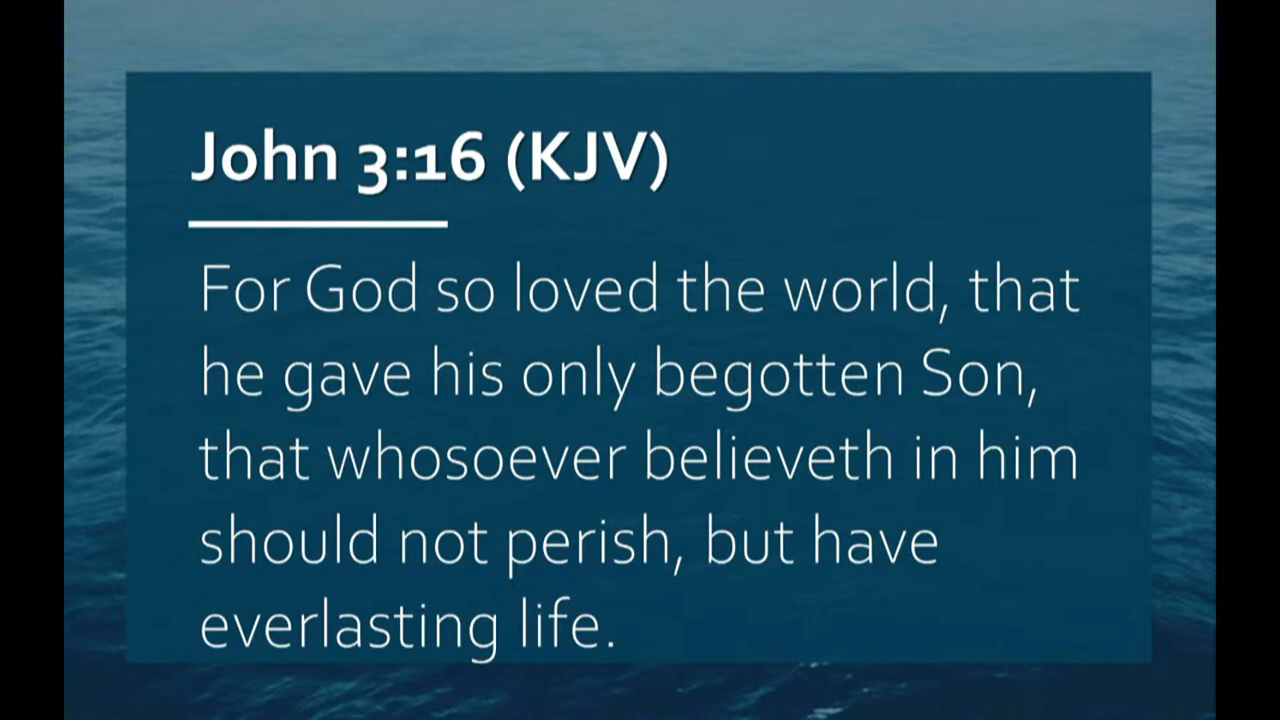 John 3:16 (KJV)
For God so loved the world, that
he gave his only begotten Son,
that whosoever believeth in him
should not perish, but have
everlasting life.